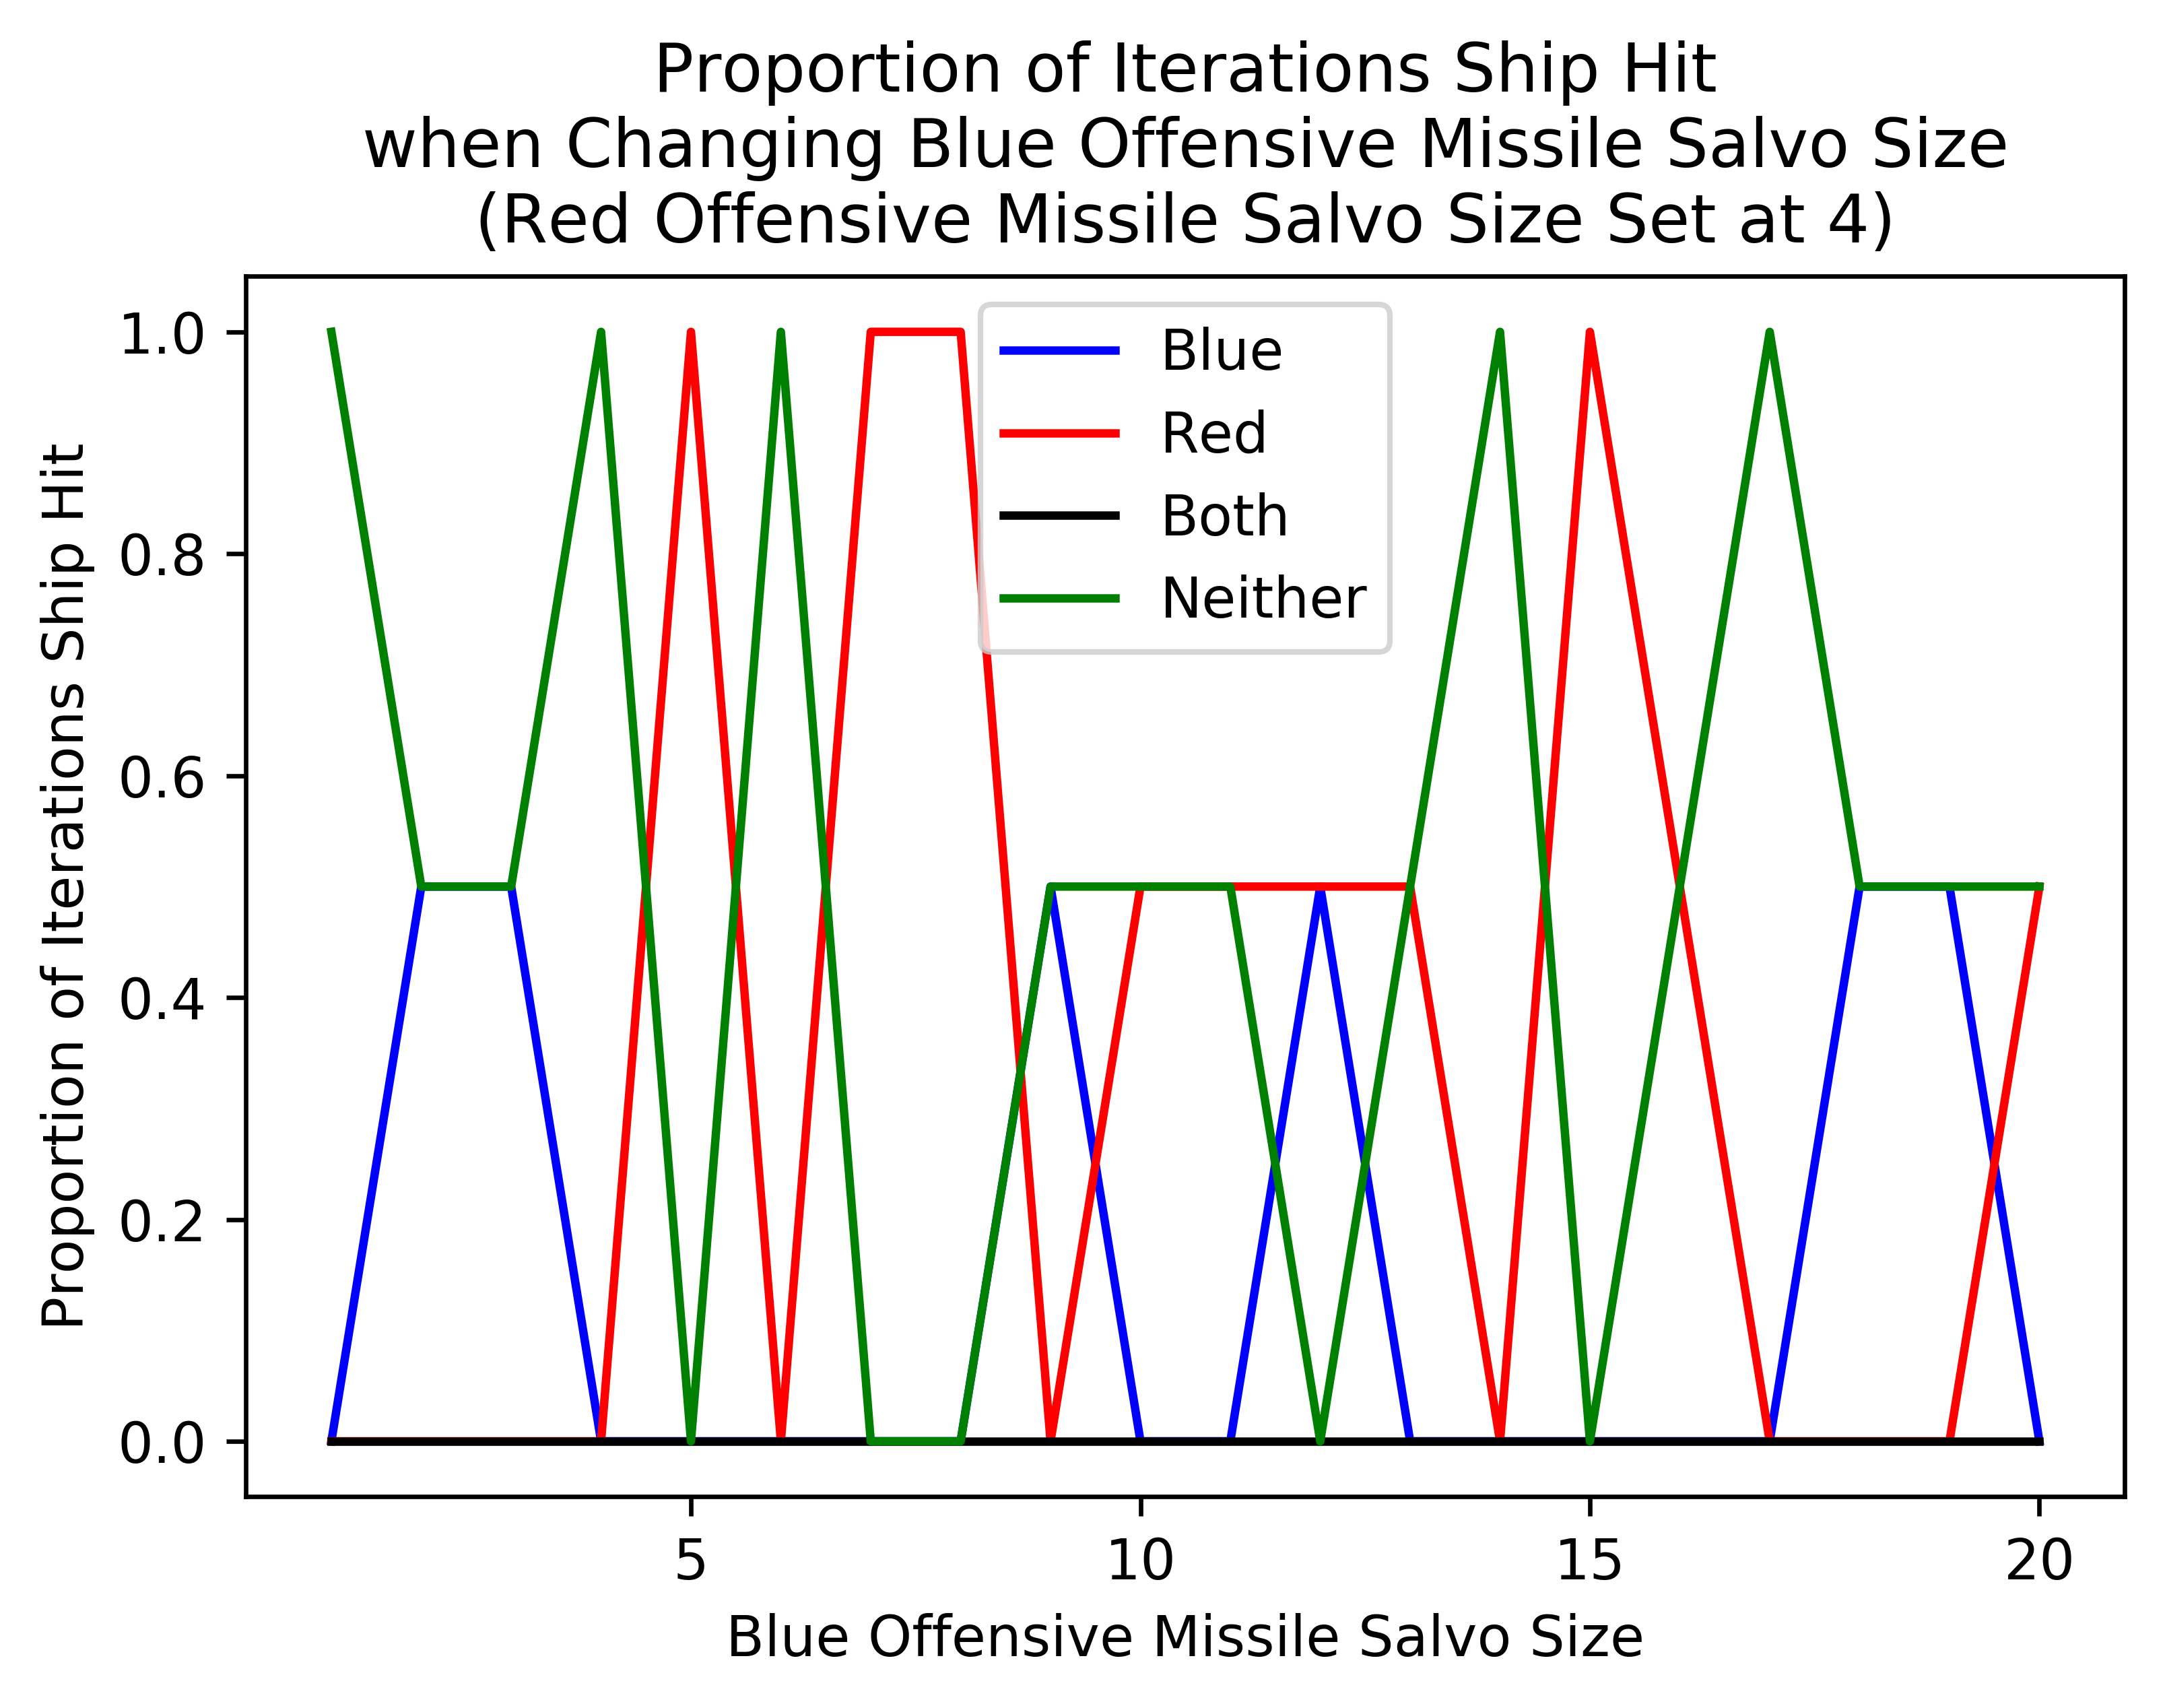 Proportion of Iterations Ship Hit
when Changing Blue Offensive Missile Salvo Size
(Red Offensive Missile Salvo Size Set at 4)
Proportion of Iterations Ship Hit
1.0
0.8
0.6
0.4
0.2
0.0
Blue
Red
Both
Neither
5
10
15
20
Blue Offensive Missile Salvo Size